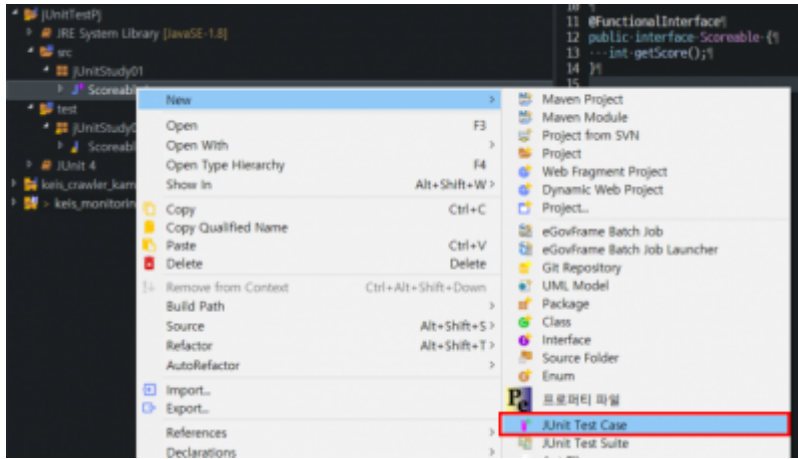 jUnitTestPj
JRE System Library [JavaSE-1.8]
src
jUnitStudy01
test
JUnit 4
11 @FunctionalInterface
12 public interface Scoreable {
13 int getScore();
14 }
15
New
Open F3
Open With
Open Type Hierarchy F4
Show In Alt+Shift+W
Copy Ctrl+C
Copy Qualified Name
Paste Ctrl+V
Delete Delete
Remove from Context Ctrl+Alt+Shift+Down
Build Path
Source Alt+Shift+S
Refactor Alt+Shift+T
AutoRefactor
Import...
Export...
References
Declarations
Maven Project
Maven Module
Project from SVN
Project
Web Fragment Project
Dynamic Web Project
Project...
eGovFrame Batch Job
eGovFrame Batch Job Launcher
Git Repository
UML Model
Package
Class
Interface
Source Folder
Enum
프로퍼티 파일
JUnit Test Case
JUnit Test Suite